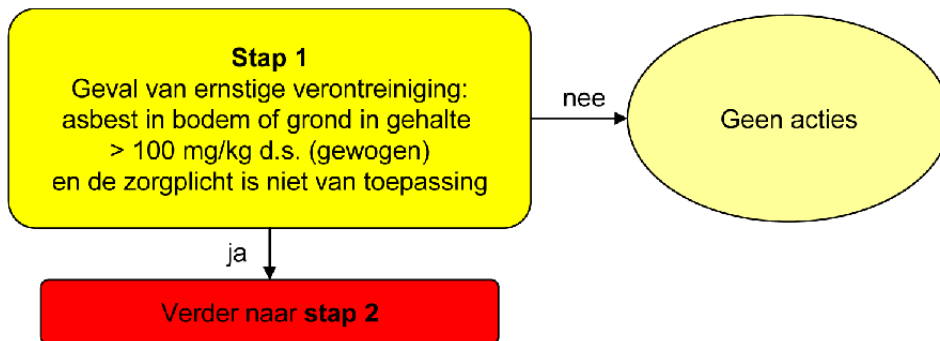 Stap 1
Geval van ernstige verontreiniging:
asbest in bodem of grond in gehalte
> 100 mg/kg d.s. (gewogen)
en de zorgplicht is niet van toepassing
nee
Geen acties
ja
Verder naar stap 2